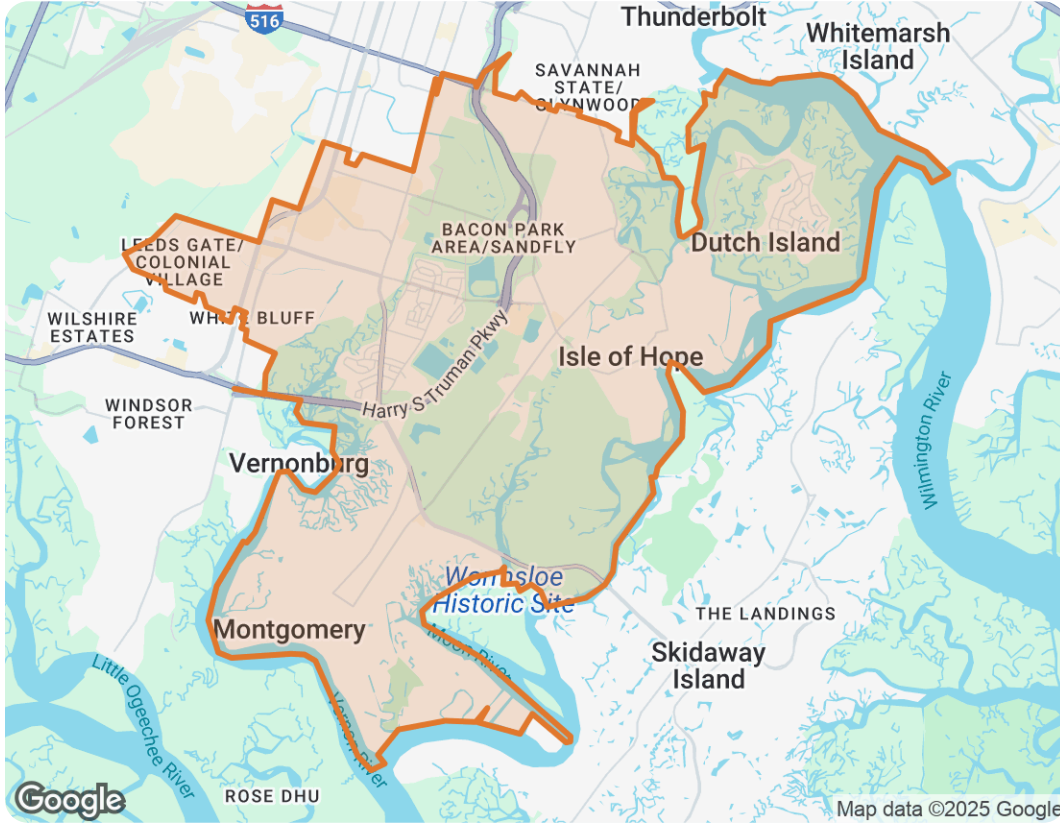 516
Thunderbolt
Whitemarsh
Island
SAVANNAH
STATE/
GLYNWOOD
BACON PARK
AREA/SANDFLY
Dutch Island
LEEDS GATE/
COLONIAL
VILLAGE
WILSHIRE
ESTATES
WHITE BLUFF
Isle of Hope
Harry S Truman Pkwy
WINDSOR
FOREST
Vernonburg
Wilmington River
Wormsloe
Historic Site
THE LANDINGS
Montgomery
Moon River
Skidaway
Island
Little Ogeechee River
Vernon River
ROSE DHU
Google
Map data ©2025 Google